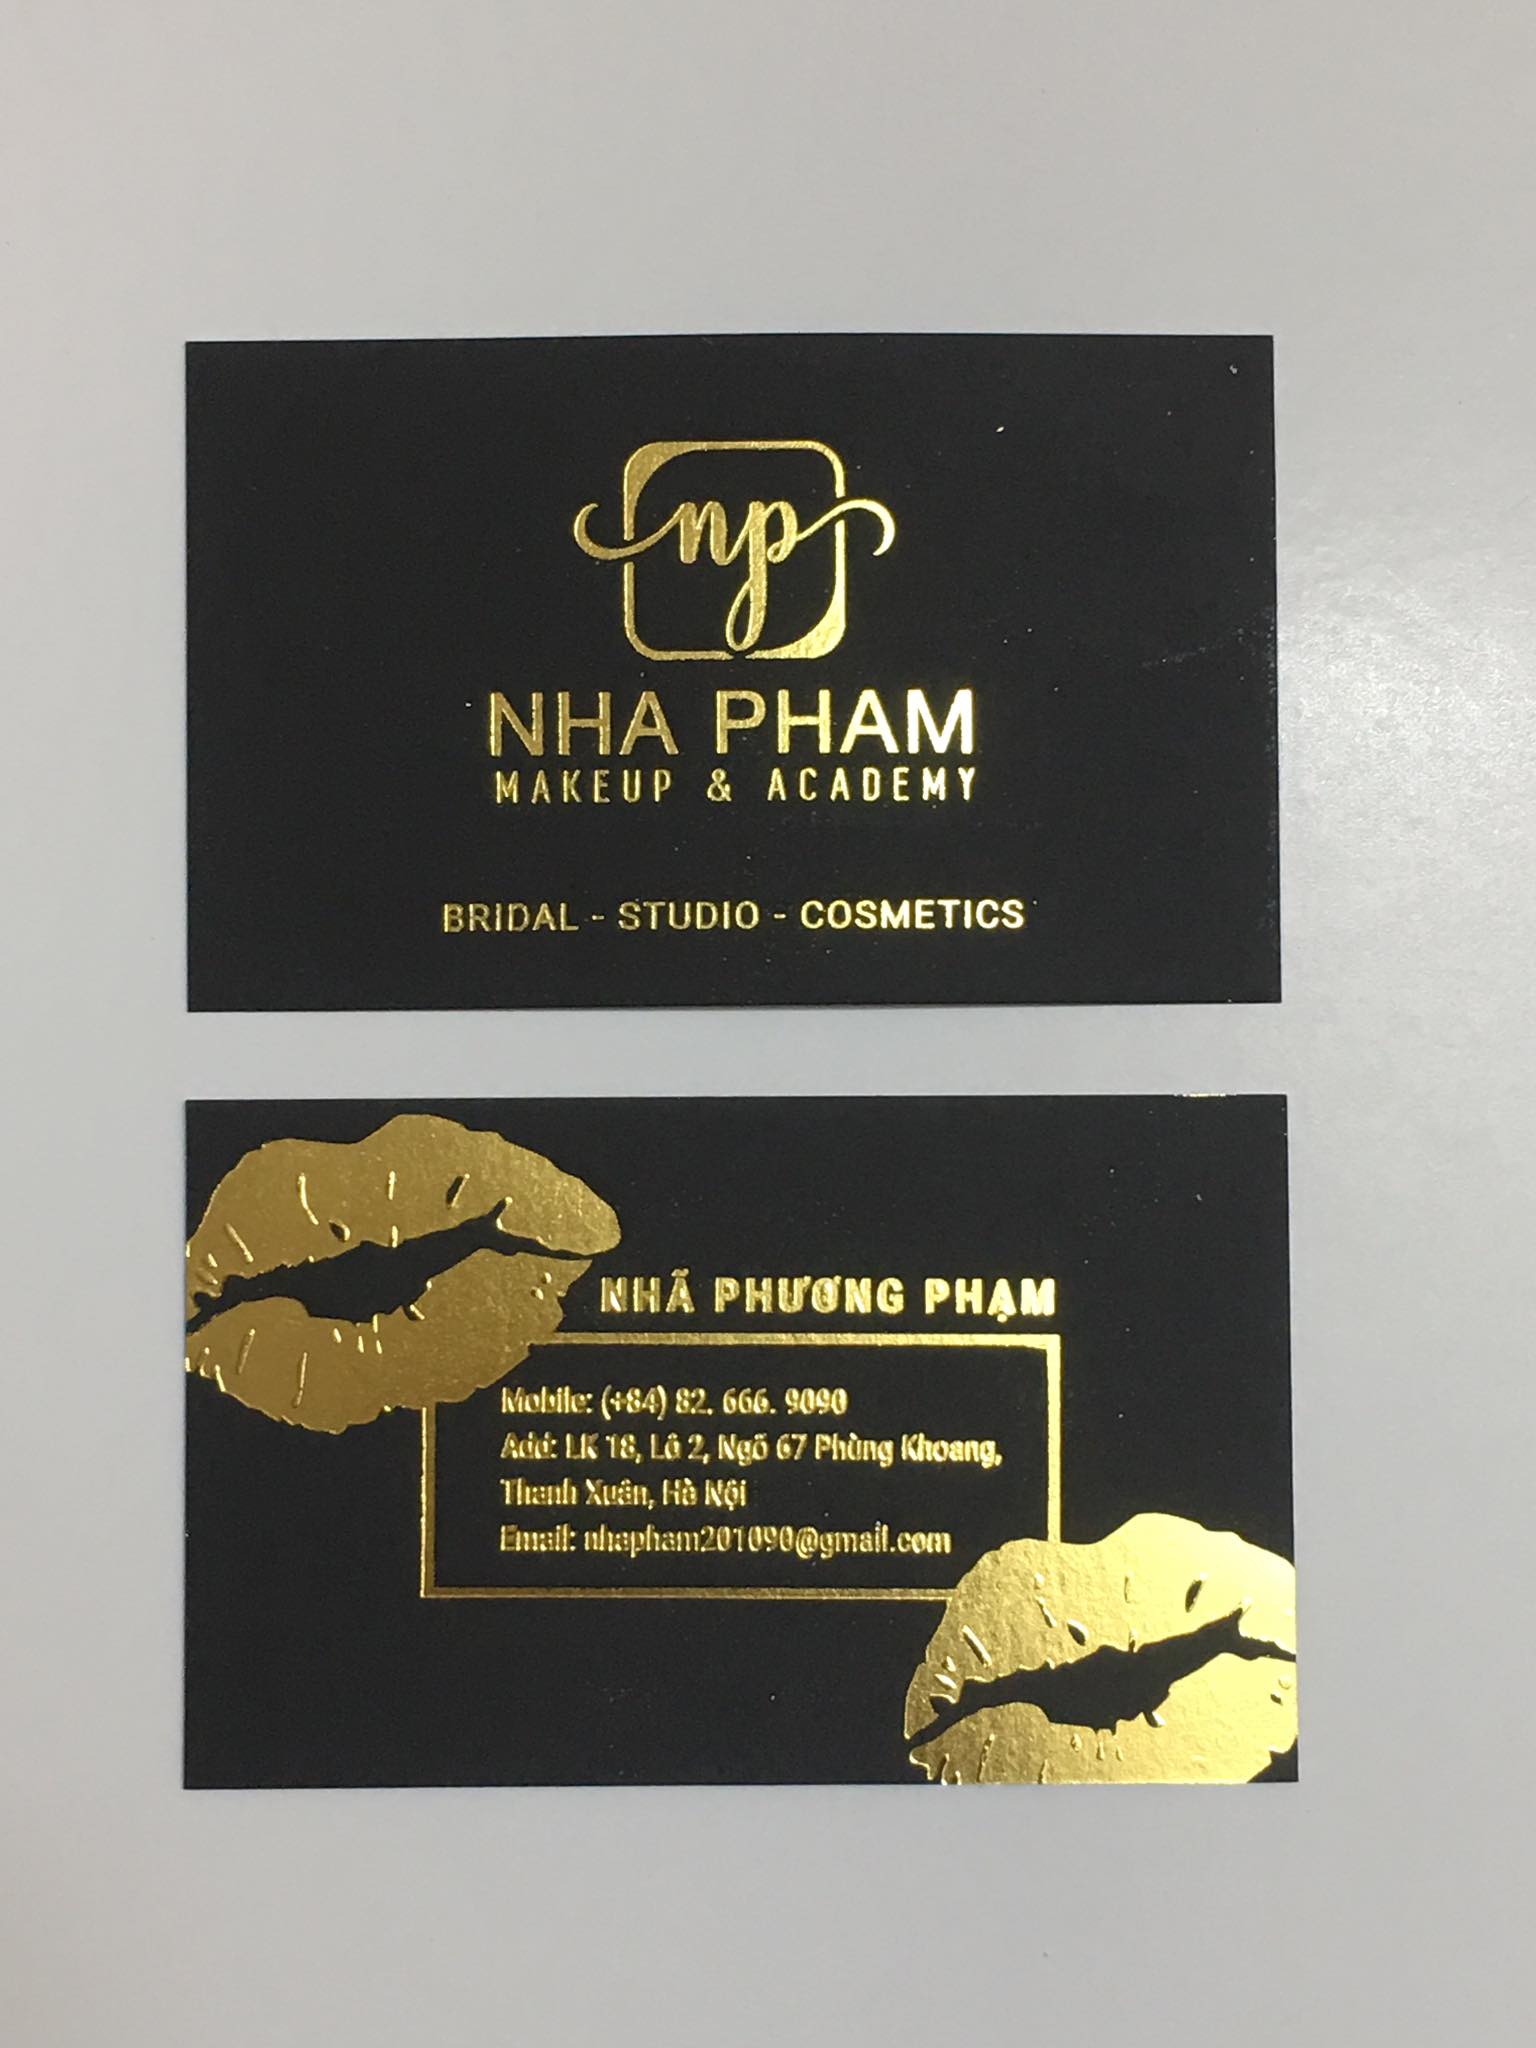 np
NHA PHAM
MAKEUP & ACADEMY
BRIDAL - STUDIO - COSMETICS
NHÃ PHƯƠNG PHẠM
Mobile: (+84) 82. 666. 9090
Add: LK 18, Lô 2, Ngõ 67 Phùng Khoang,
Thanh Xuân, Hà Nội
Email: nhapham201090@gmail.com